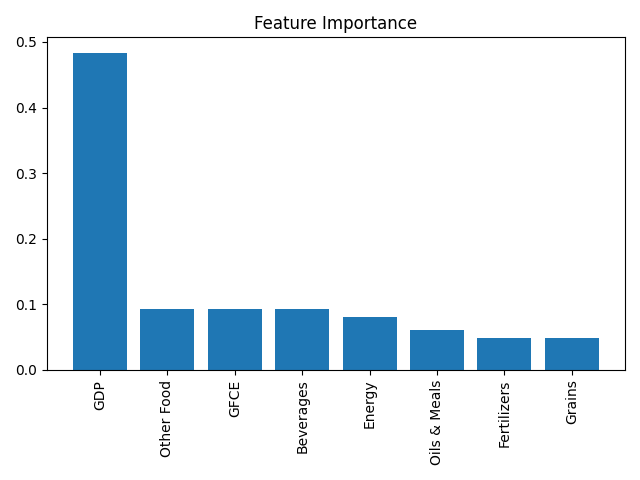 Feature Importance
0.5
0.4
0.3
0.2
0.1
0.0
GDP
Other Food
GFCE
Beverages
Energy
Oils & Meals
Fertilizers
Grains